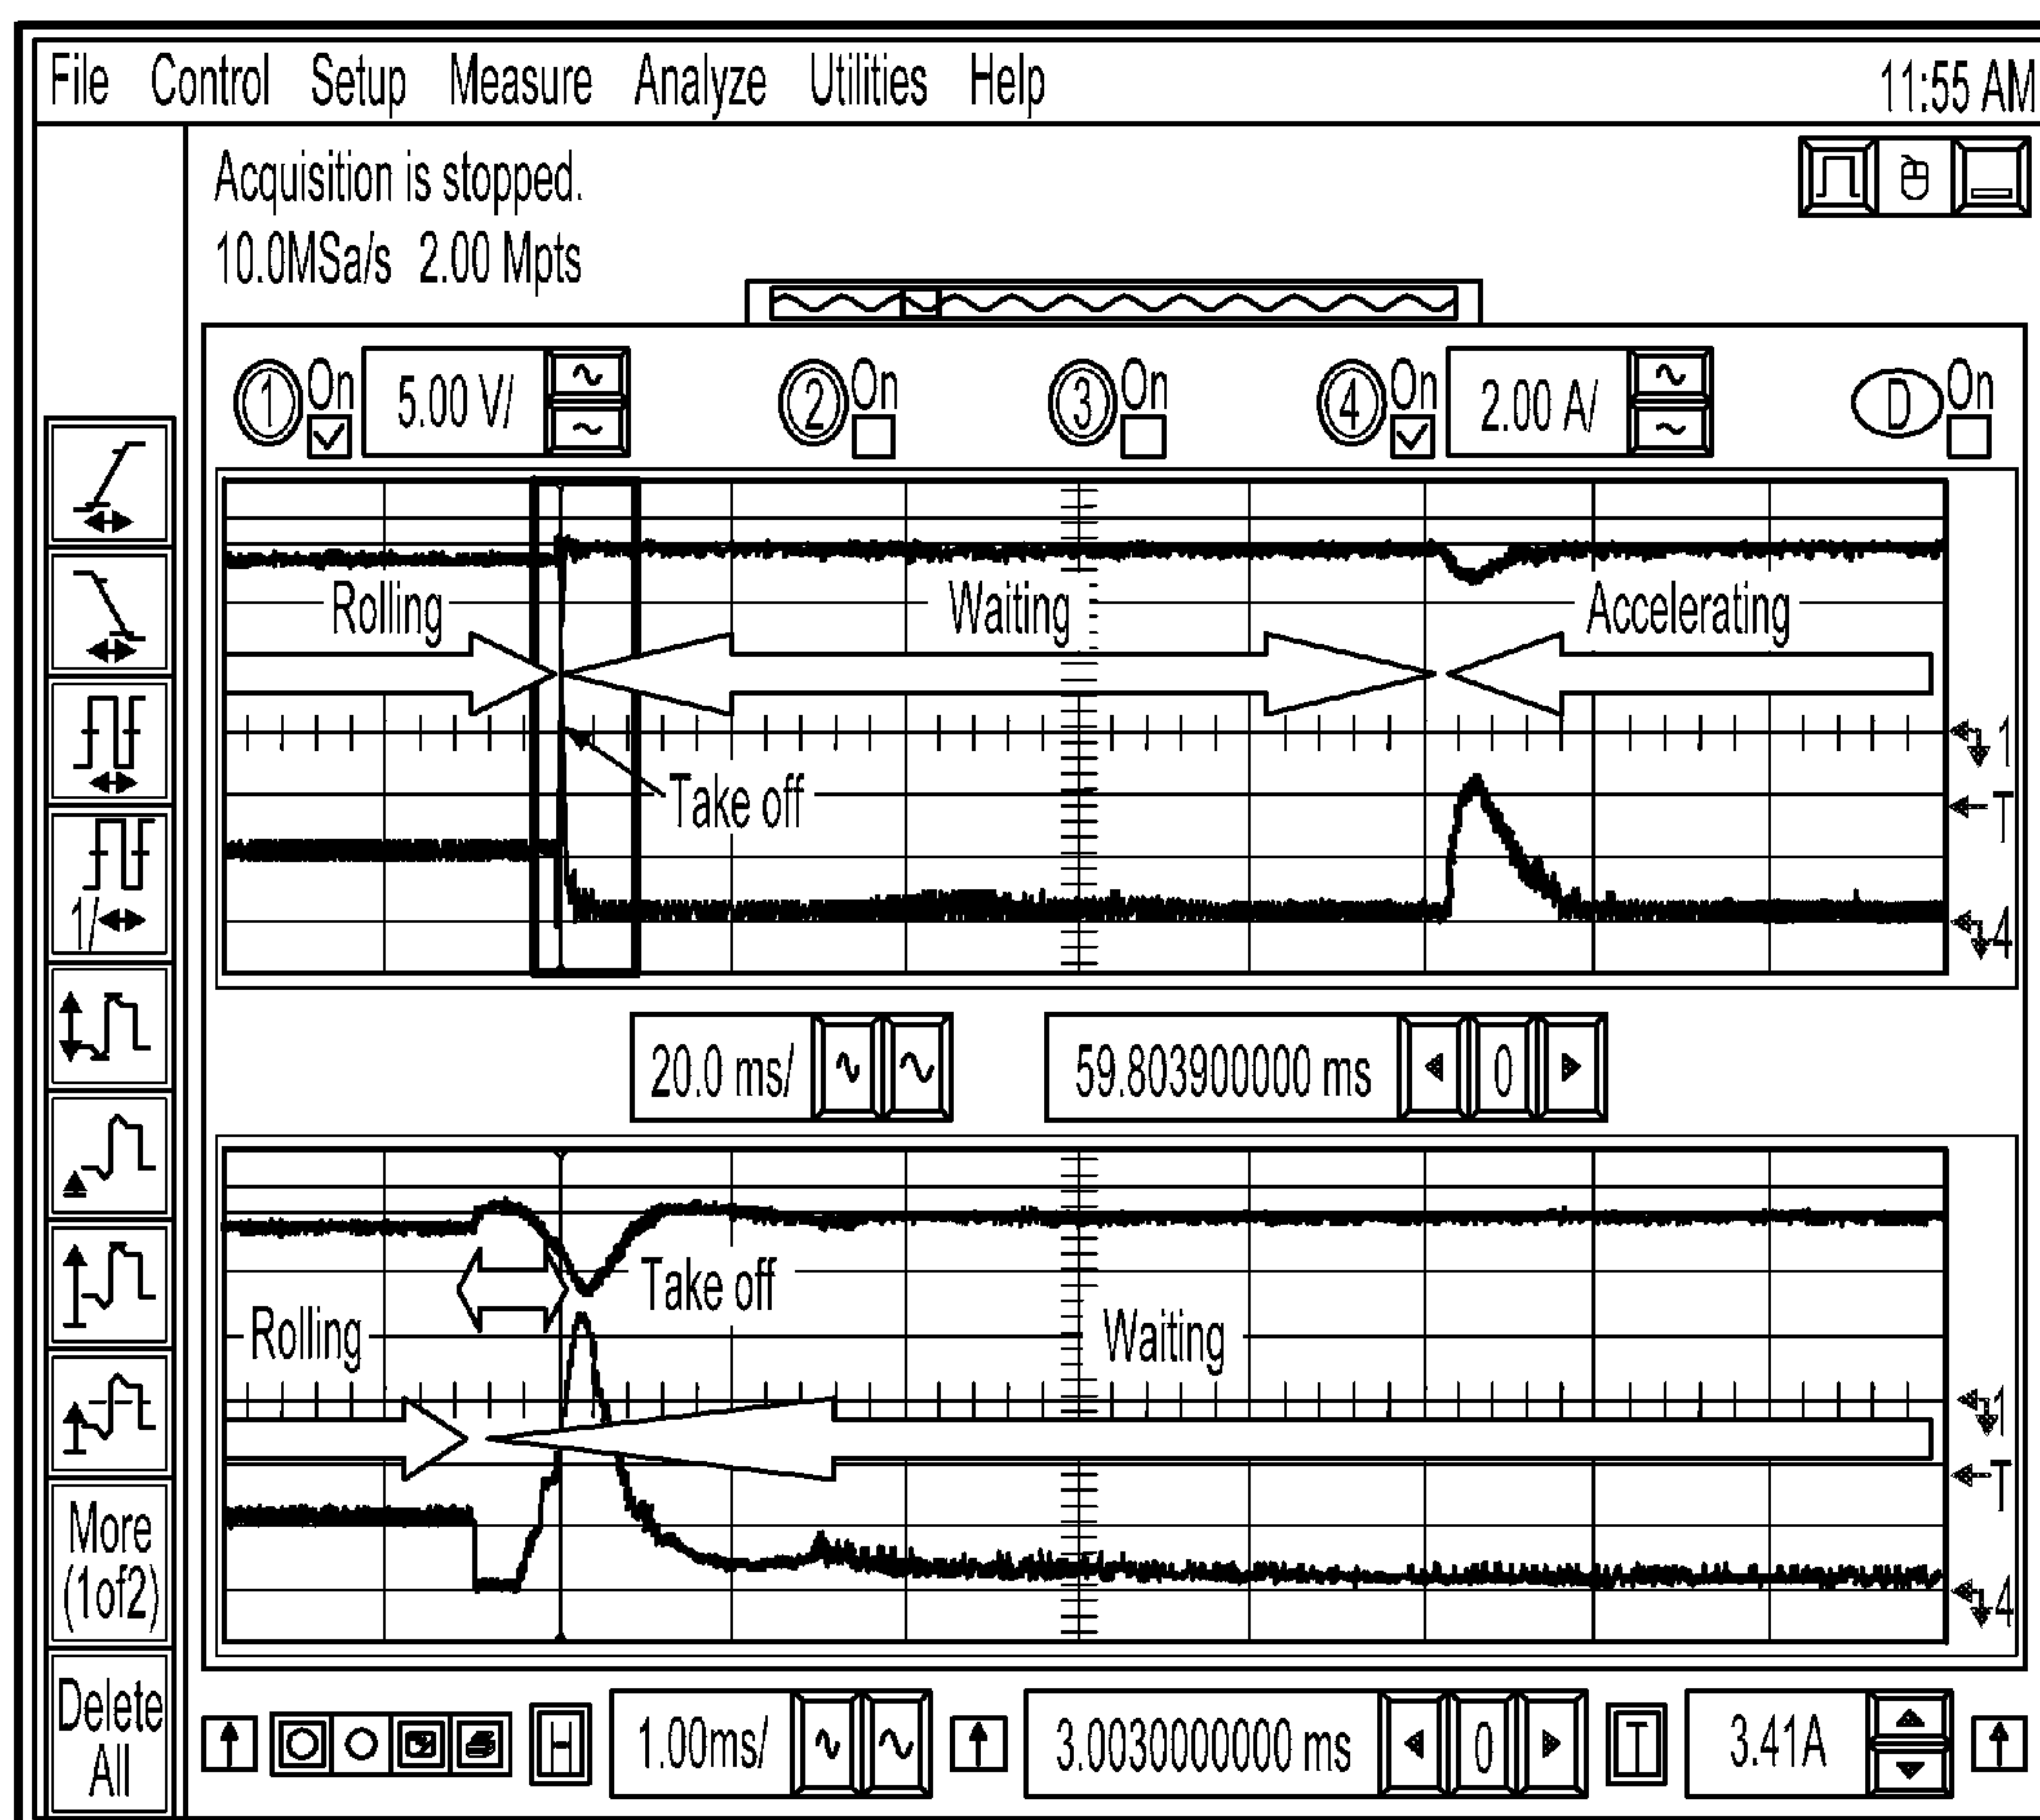 File Control Setup Measure Analyze Utilities Help 11:55 AM
Acquisition is stopped.
10.0MSa/s 2.00 Mpts
1 On 5.00 V/ 2 On 3 On 4 On 2.00 A/ D On
Rolling Waiting Accelerating
1
Take off
T
1/
4
20.0 ms/ 59.803900000 ms 0
Take off
Rolling Waiting
1
T
More
(1of2)
4
Delete
All
H 1.00ms/ 3.0030000000 ms 0 T 3.41A